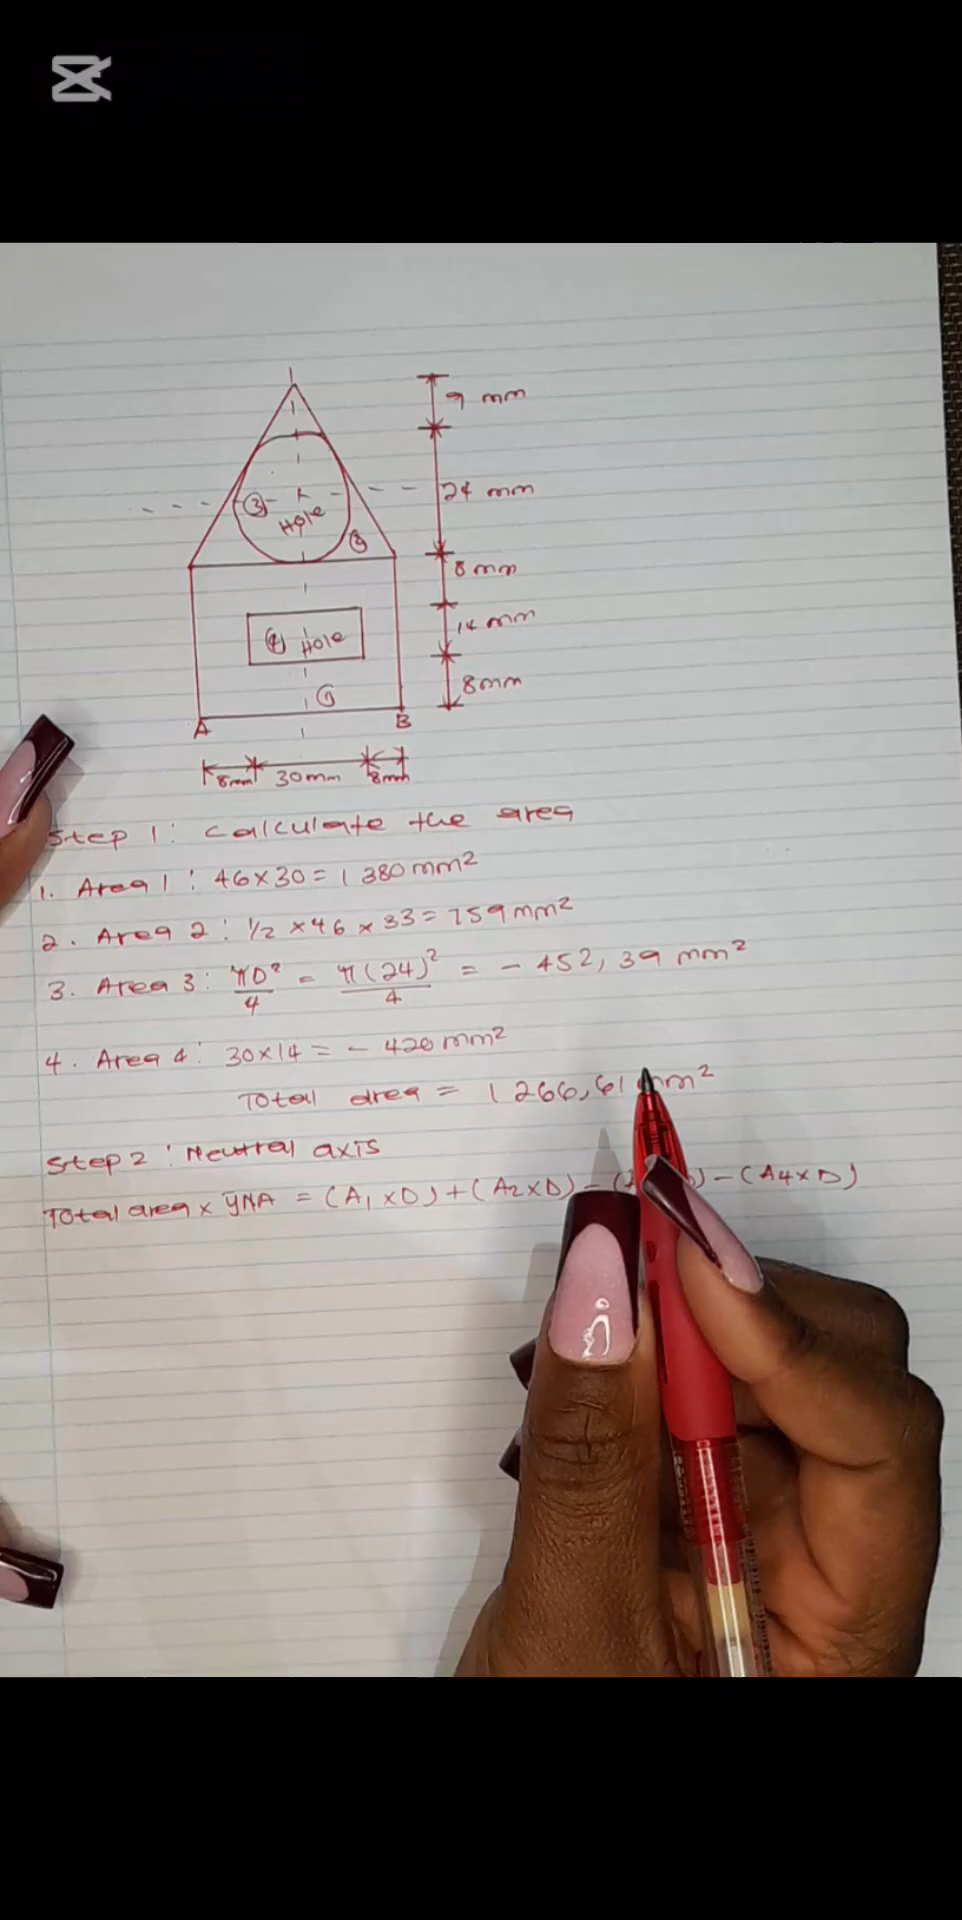 9 mm
24 mm
③
Hole
8 mm
14 mm
④ Hole
8mm
①
A
B
8mm 30mm 8mm
Step 1: Calculate the area
1. Area 1 : 46 x 30 = 1 380 mm²
2. Area 2 : 1/2 x 46 x 33 = 759 mm²
3. Area 3 : πD²/4 = π(24)²/4 = - 452,39 mm²
4. Area 4 : 30 x 14 = - 420 mm²
Total area = 1 266,61 mm²
Step 2 : Neutral axis
Total area x yNA = (A₁ x D) + (A2 x D) - ( ) - (A4 x D)